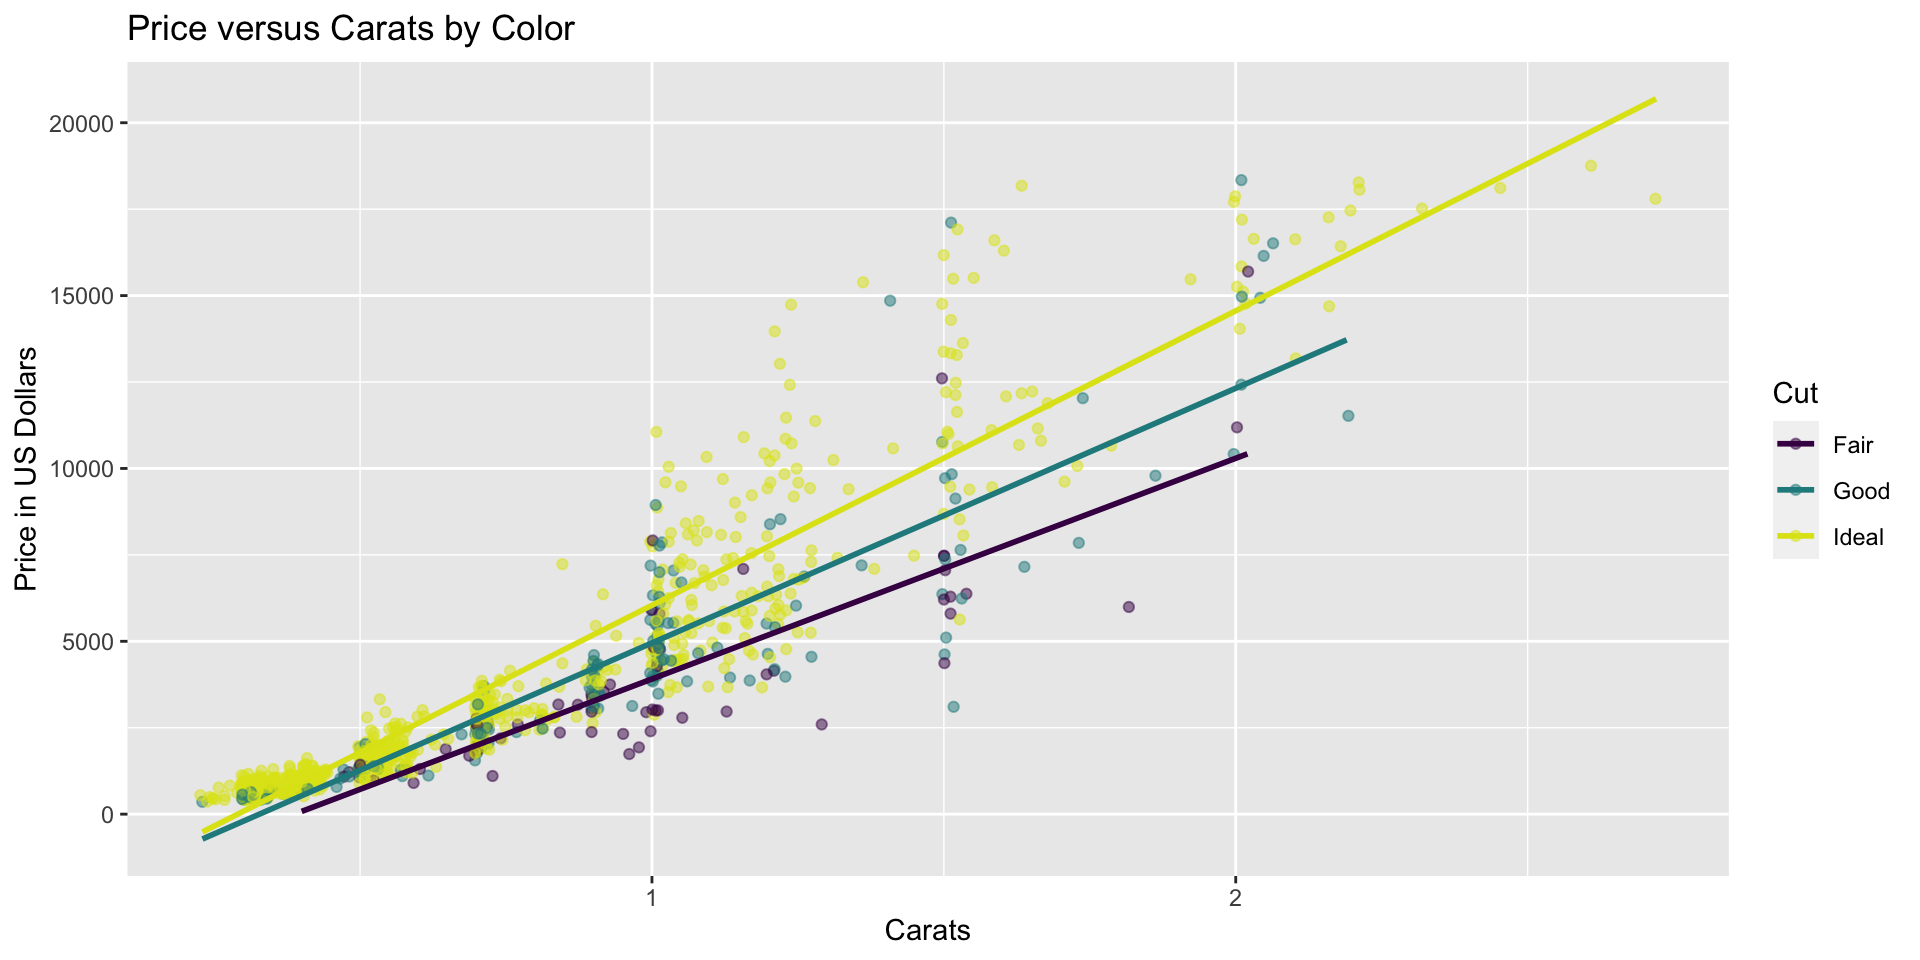 Price versus Carats by Color
Price in US Dollars
20000
15000
10000
5000
0
1
2
Carats
Cut
Fair
Good
Ideal